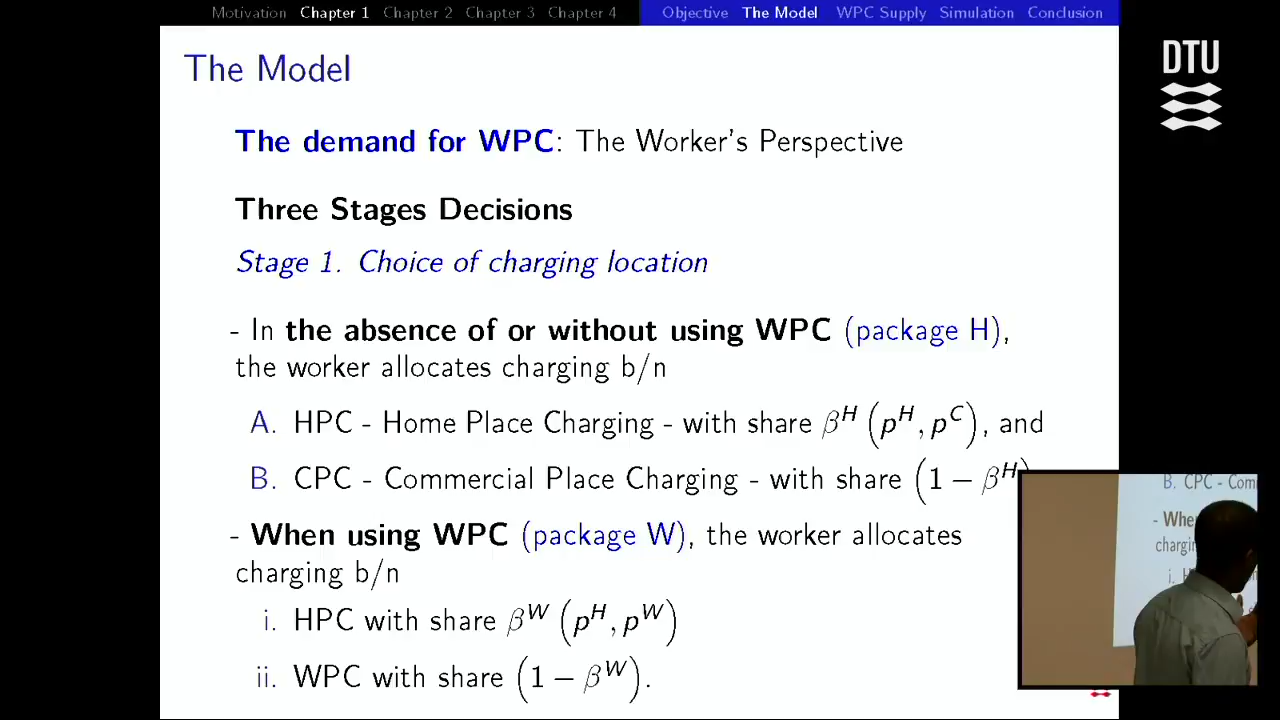 Motivation Chapter 1 Chapter 2 Chapter 3 Chapter 4 Objective The Model WPC Supply Simulation Conclusion
DTU
The Model
The demand for WPC: The Worker's Perspective
Three Stages Decisions
Stage 1. Choice of charging location
- In the absence of or without using WPC (package H),
the worker allocates charging b/n
A. HPC - Home Place Charging - with share β^H (p^H, p^C), and
B. CPC - Commercial Place Charging - with share (1 − β^H)
- When using WPC (package W), the worker allocates
charging b/n
i. HPC with share β^W (p^H, p^W)
ii. WPC with share (1 − β^W).
B. CPC - Com
- Whe
charging
i. H